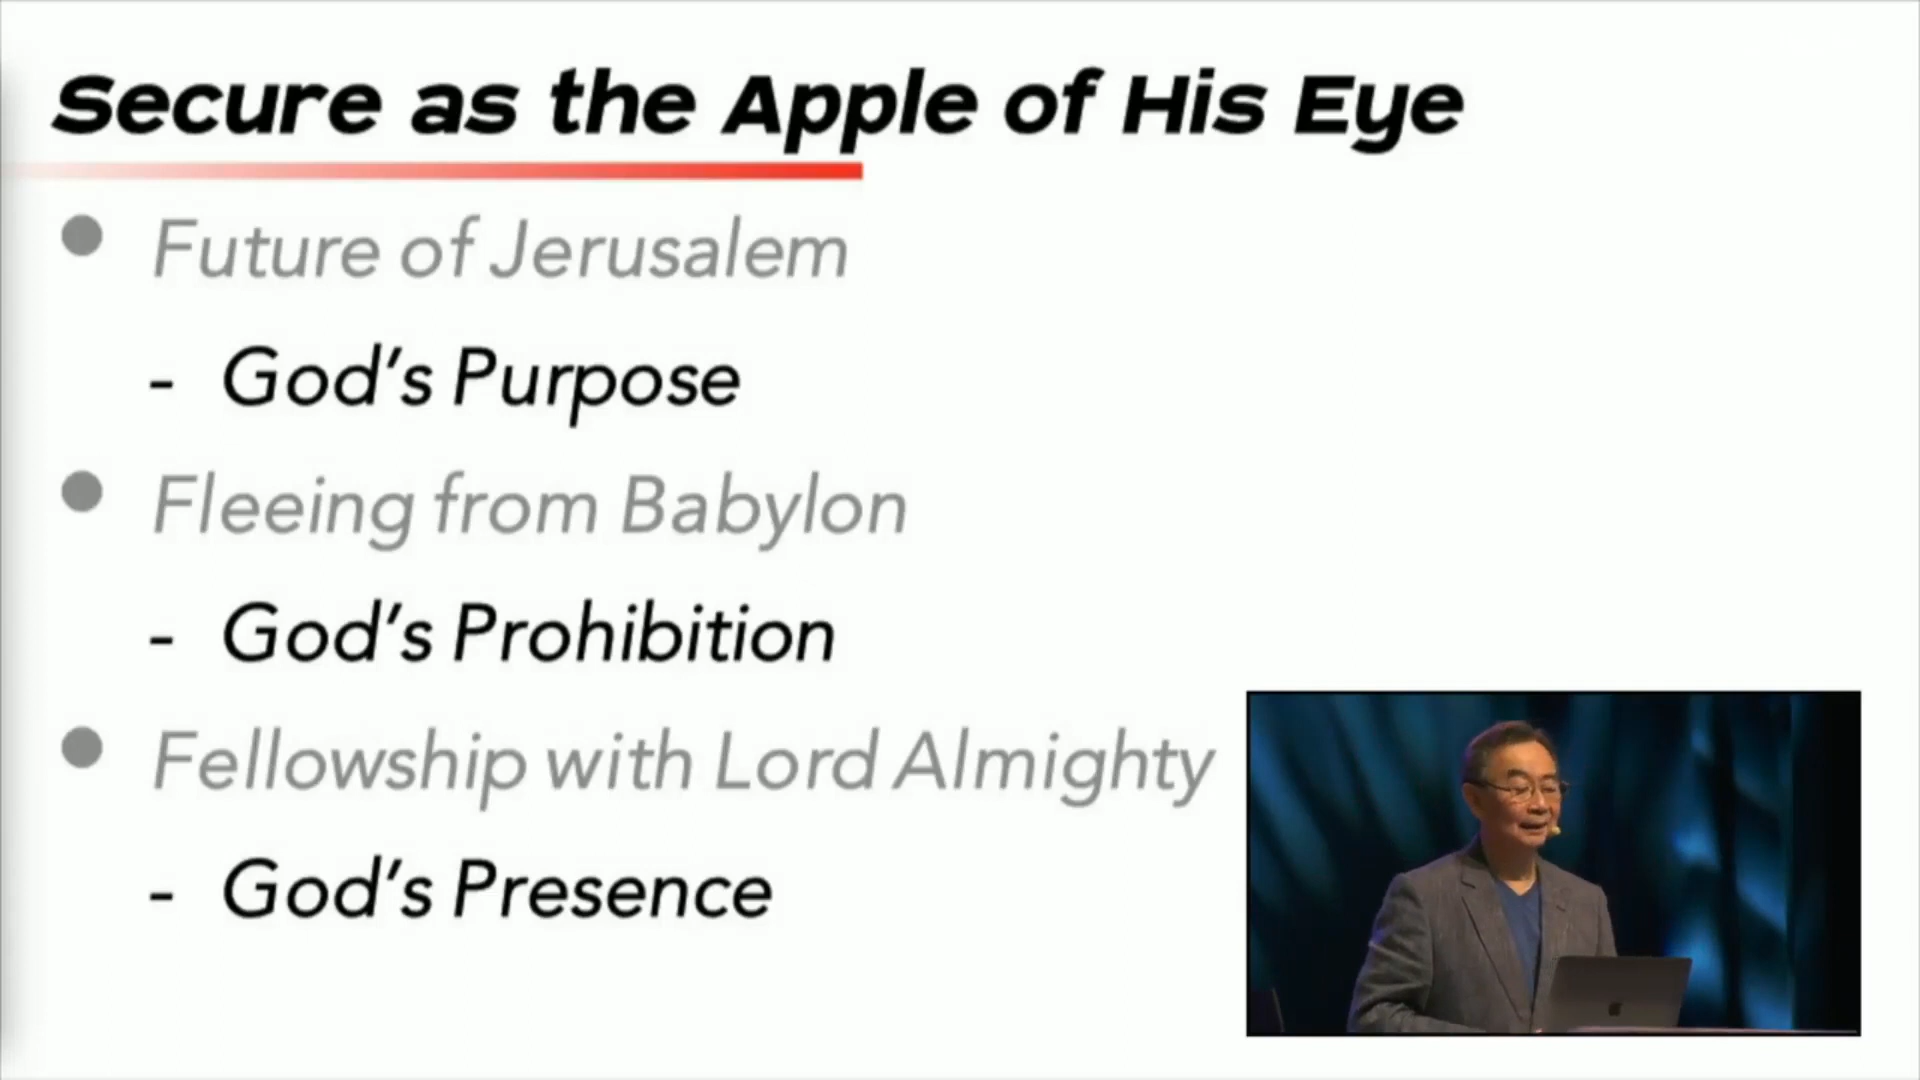 Secure as the Apple of His Eye
• Future of Jerusalem
- God’s Purpose
• Fleeing from Babylon
- God’s Prohibition
• Fellowship with Lord Almighty
- God’s Presence